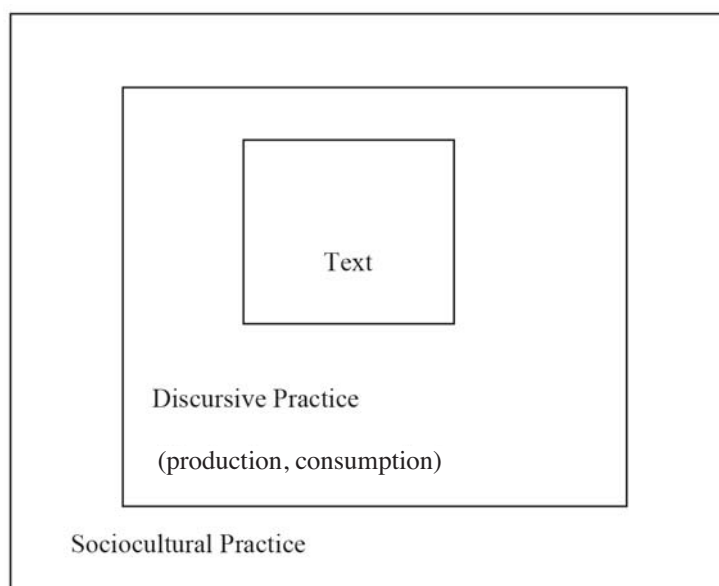 Text
Discursive Practice
(production, consumption)
Sociocultural Practice